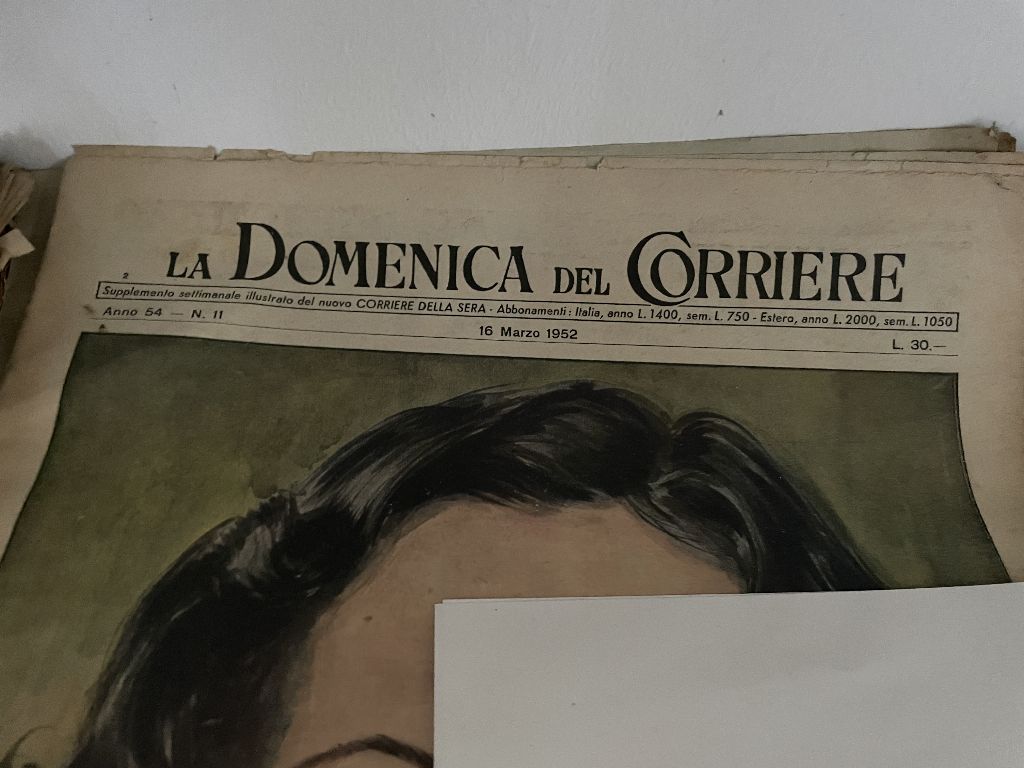 LA DOMENICA DEL CORRIERE
2
Supplemento settimanale illustrato del nuovo CORRIERE DELLA SERA - Abbonamenti: Italia, anno L. 1400, sem. L. 750 - Estero, anno L. 2000, sem. L. 1050
Anno 54 — N. 11
16 Marzo 1952
L. 30.—